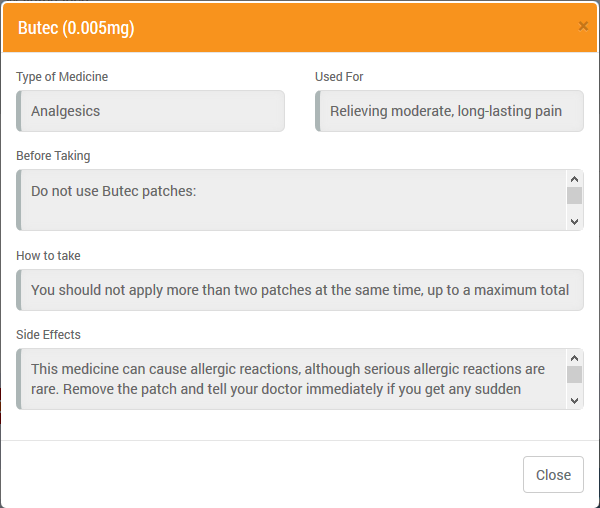 Butec (0.005mg)
×
Type of Medicine
Used For
Analgesics
Relieving moderate, long-lasting pain
Before Taking
Do not use Butec patches:
How to take
You should not apply more than two patches at the same time, up to a maximum total
Side Effects
This medicine can cause allergic reactions, although serious allergic reactions are
rare. Remove the patch and tell your doctor immediately if you get any sudden
Close